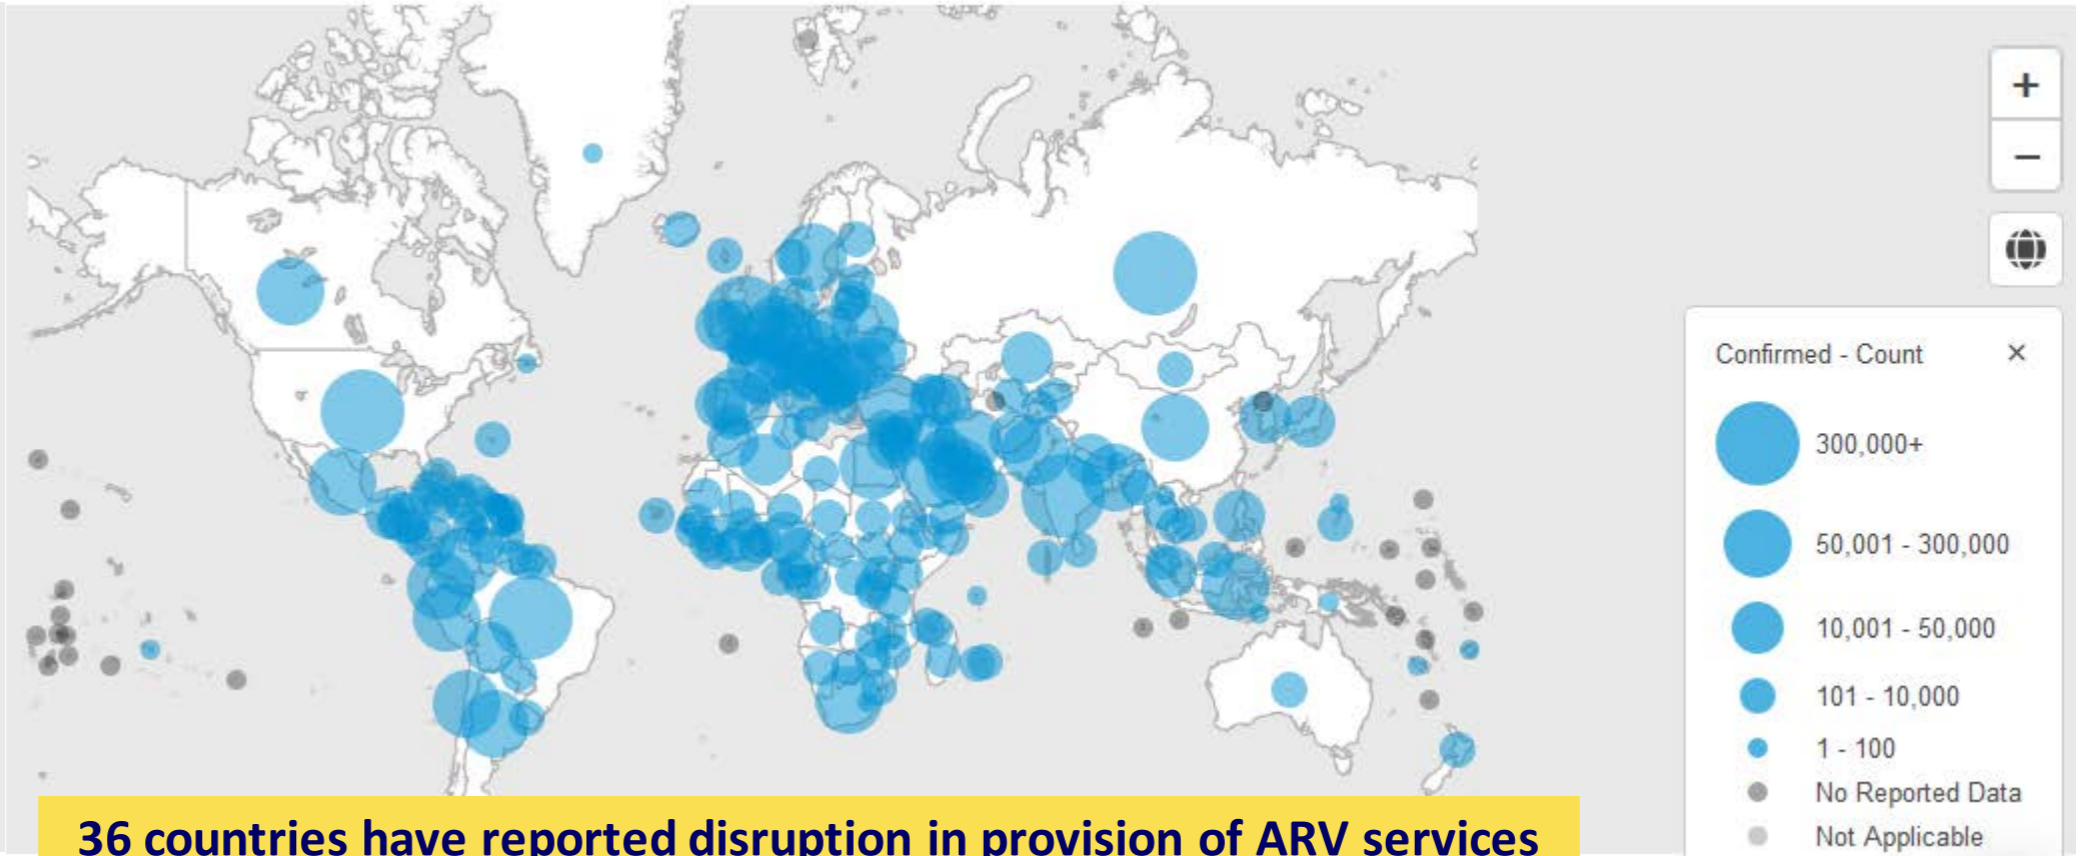 +
−
Confirmed - Count ×
300,000+
50,001 - 300,000
10,001 - 50,000
101 - 10,000
1 - 100
No Reported Data
Not Applicable
36 countries have reported disruption in provision of ARV services